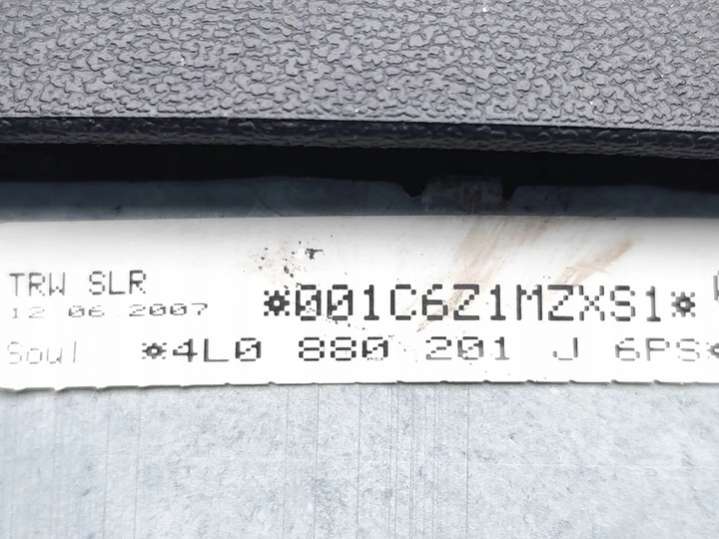 TRW SLR
12 06 2007 *001C6Z1MZXS1*
Soul *4L0 880 201 J 6PS*